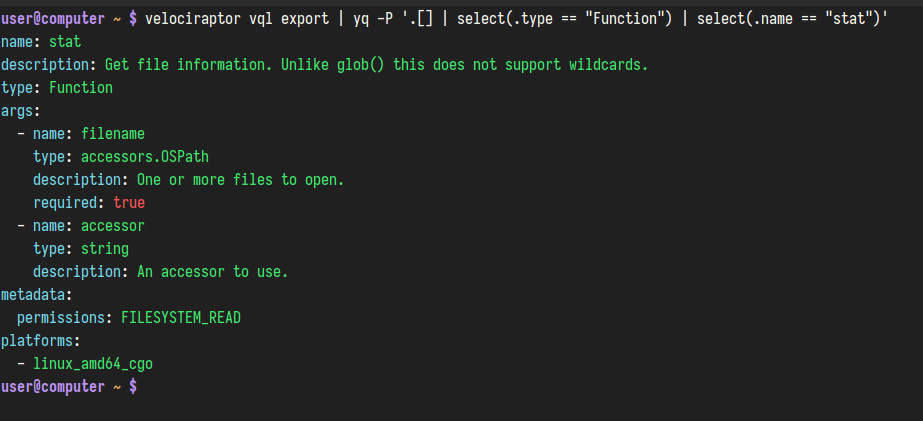 user@computer ~ $ velociraptor vql export | yq -P '.[] | select(.type == "Function") | select(.name == "stat")'
name: stat
description: Get file information. Unlike glob() this does not support wildcards.
type: Function
args:
  - name: filename
    type: accessors.OSPath
    description: One or more files to open.
    required: true
  - name: accessor
    type: string
    description: An accessor to use.
metadata:
  permissions: FILESYSTEM_READ
platforms:
  - linux_amd64_cgo
user@computer ~ $